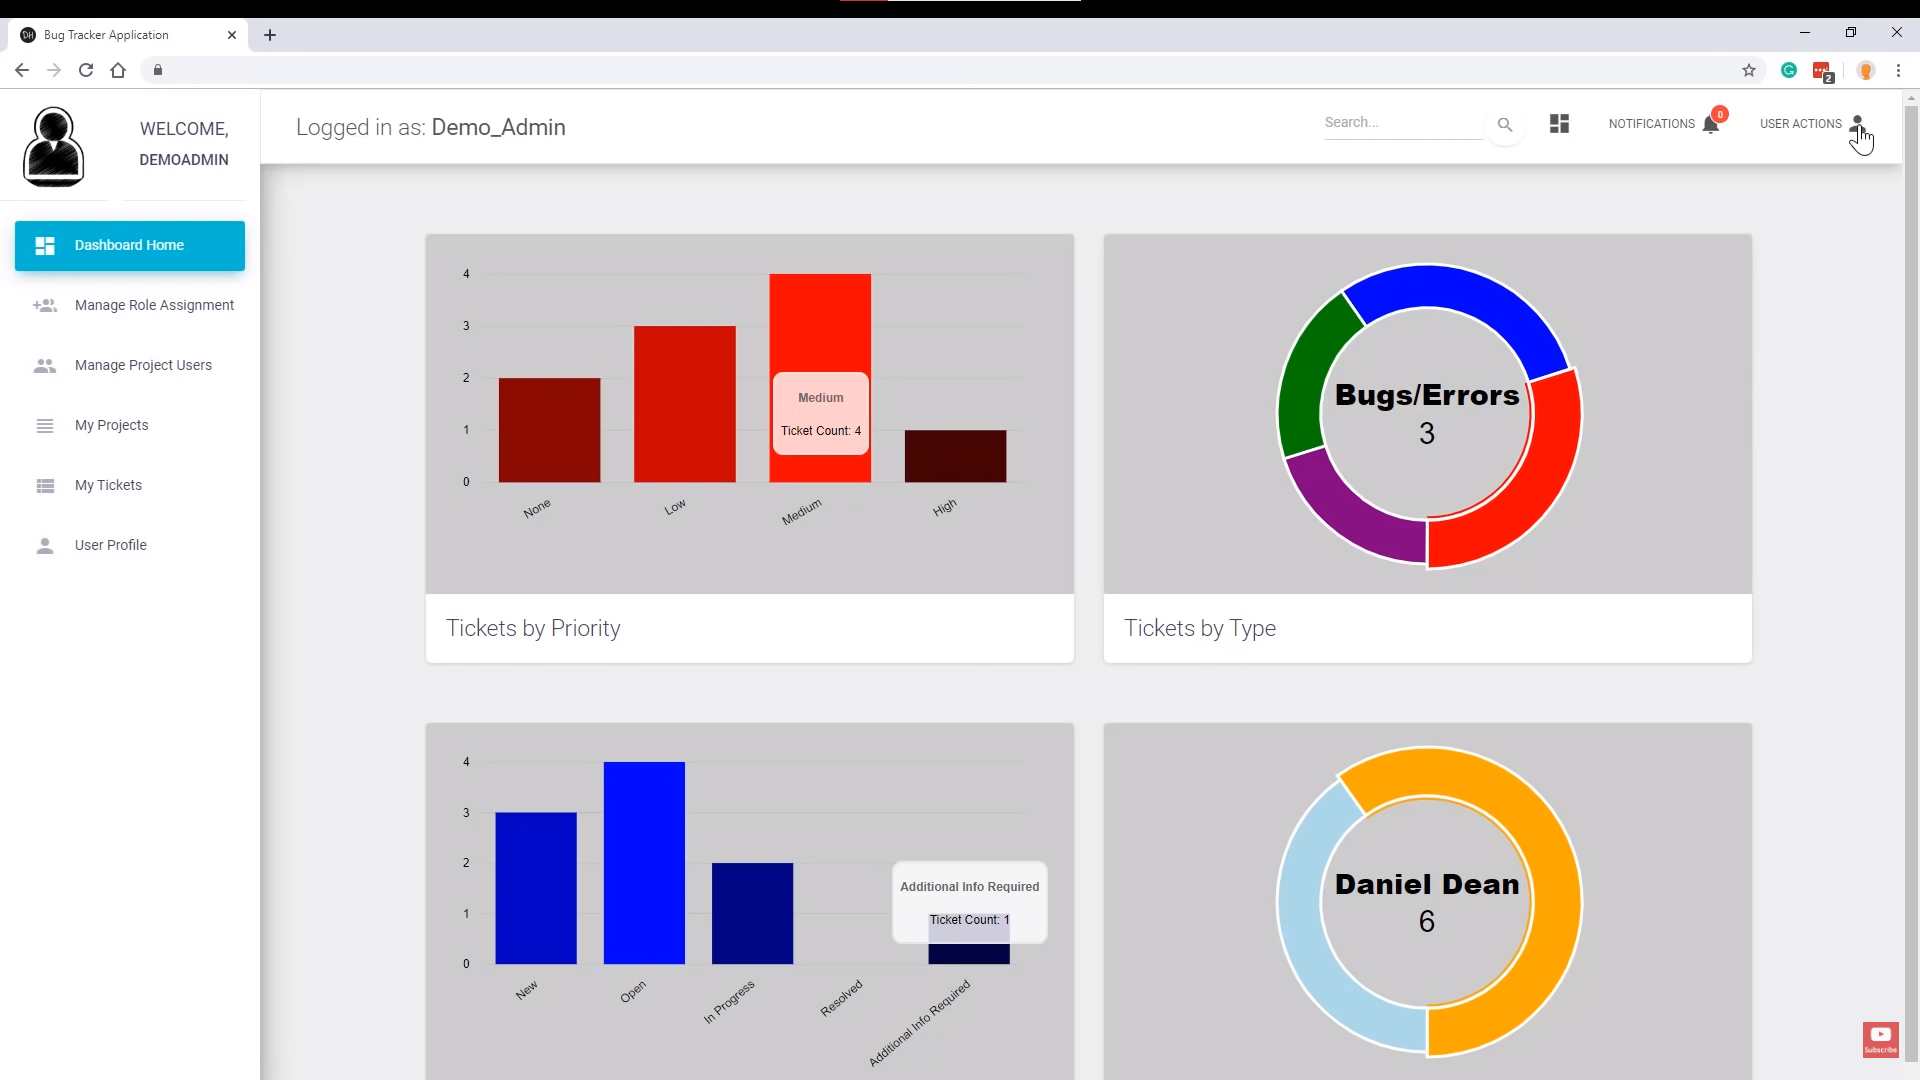 Bug Tracker Application
2
WELCOME,
DEMOADMIN
Logged in as: Demo_Admin
Search...
NOTIFICATIONS
0
USER ACTIONS
Dashboard Home
Manage Role Assignment
Manage Project Users
My Projects
My Tickets
User Profile
4
3
2
1
0
Medium
Ticket Count: 4
None
Low
Medium
High
Tickets by Priority
Bugs/Errors
3
Tickets by Type
4
3
2
1
0
Additional Info Required
Ticket Count: 1
New
Open
In Progress
Resolved
Additional Info Required
Daniel Dean
6
Subscribe